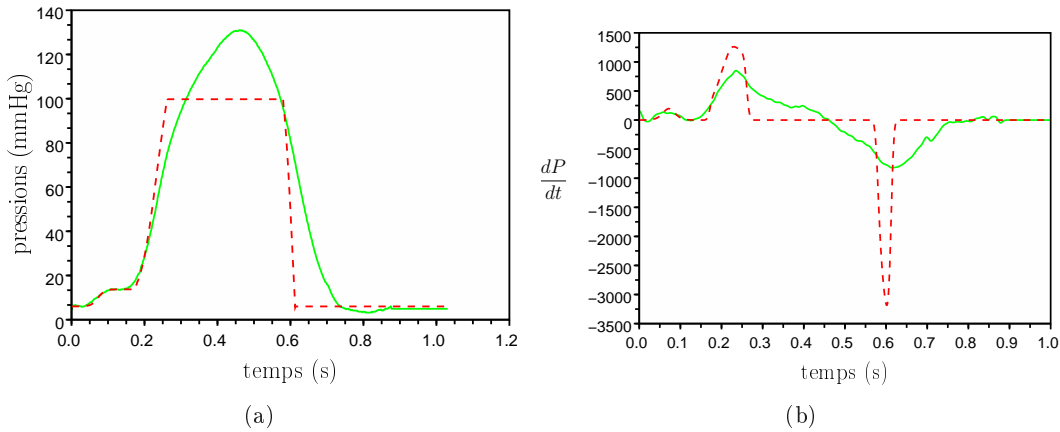 140
120
100
80
60
40
20
0
pressions (mmHg)
0.0 0.2 0.4 0.6 0.8 1.0 1.2
temps (s)
(a)
1500
1000
500
0
−500
−1000
−1500
−2000
−2500
−3000
−3500
dP
dt
0.0 0.1 0.2 0.3 0.4 0.5 0.6 0.7 0.8 0.9 1.0
temps (s)
(b)